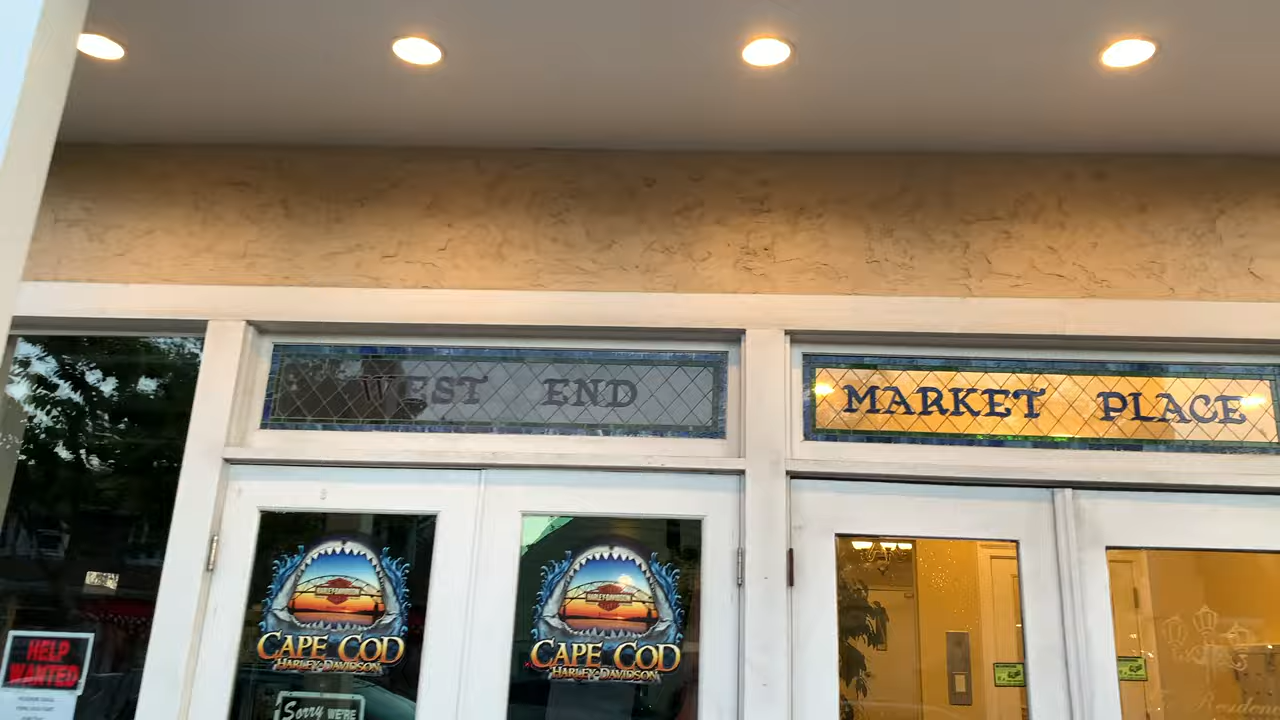 WEST END
MARKET PLACE
HARLEY-DAVIDSON
CAPE COD
HARLEY-DAVIDSON
HARLEY-DAVIDSON
CAPE COD
HARLEY-DAVIDSON
HELP
WANTED
Sorry WE'RE